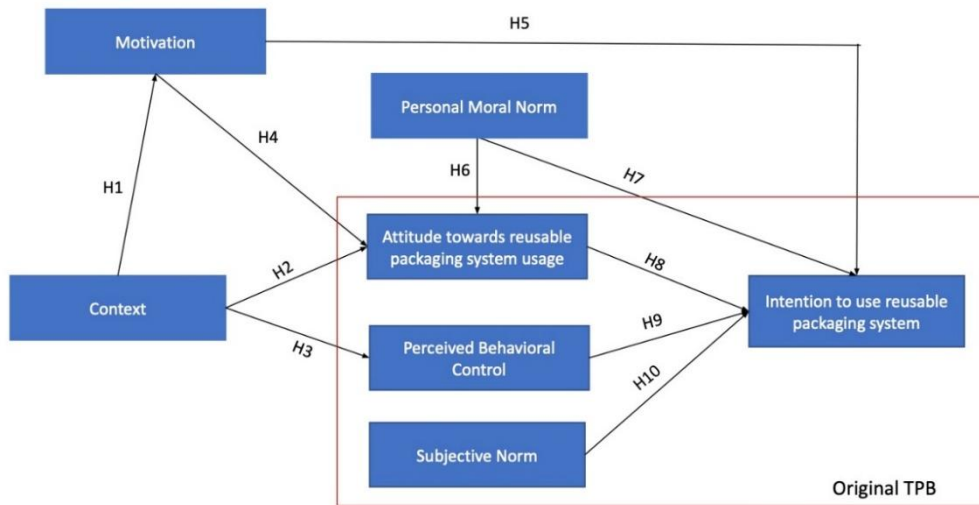 H5
Motivation
Personal Moral Norm
H4
H6
H7
H1
Attitude towards reusable
packaging system usage
H2
H8
Context
Intention to use reusable
packaging system
H3
H9
Perceived Behavioral
Control
H10
Subjective Norm
Original TPB